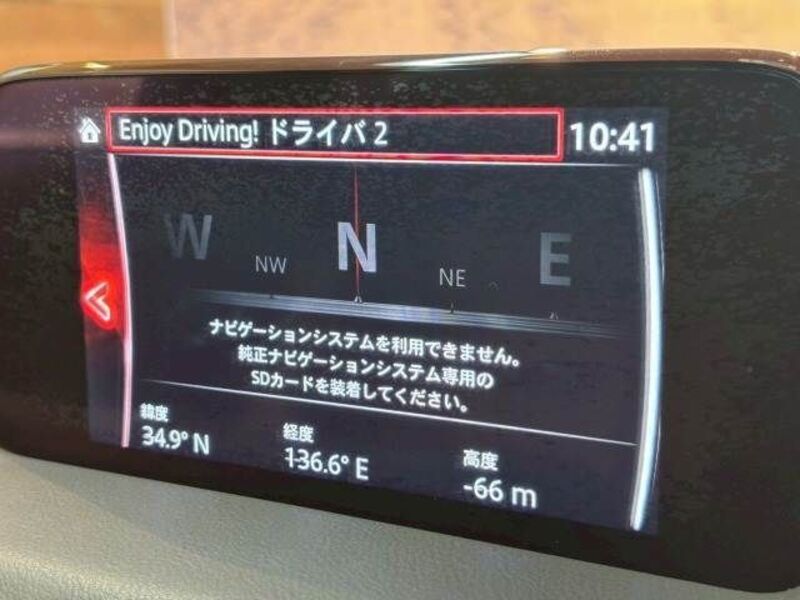 Enjoy Driving! ドライバ 2
10:41
W NW N NE E
ナビゲーションシステムを利用できません。
純正ナビゲーションシステム専用の
SDカードを装着してください。
緯度 経度 高度
34.9° N 136.6° E -66 m